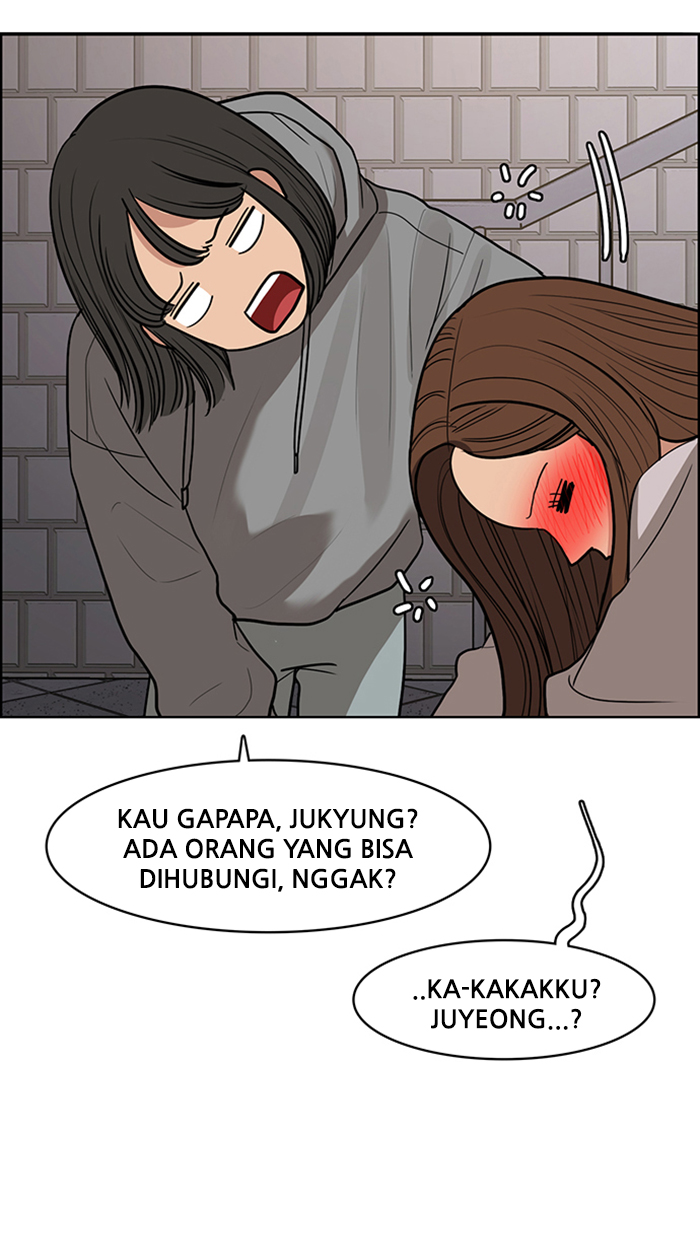 KAU GAPAPA, JUKYUNG?
ADA ORANG YANG BISA
DIHUBUNGI, NGGAK?
..KA-KAKAKKU?
JUYEONG...?